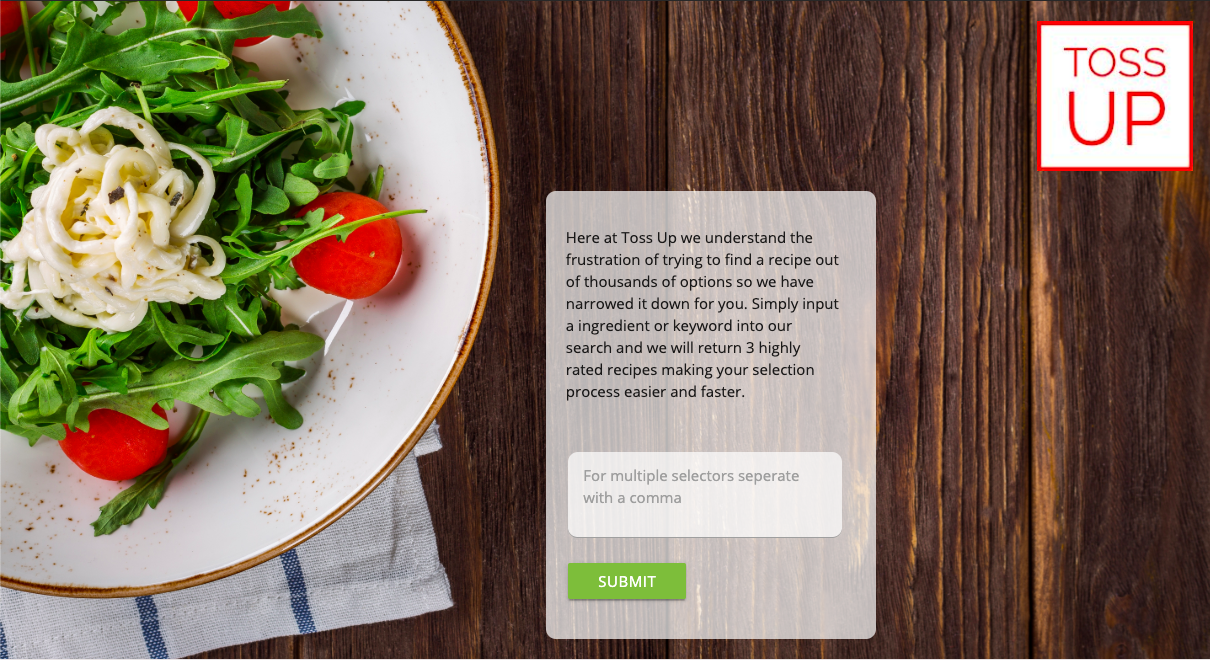 TOSS
UP
Here at Toss Up we understand the
frustration of trying to find a recipe out
of thousands of options so we have
narrowed it down for you. Simply input
a ingredient or keyword into our
search and we will return 3 highly
rated recipes making your selection
process easier and faster.
For multiple selectors seperate
with a comma
SUBMIT